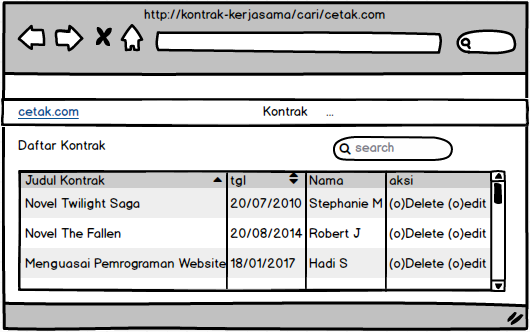 http://kontrak-kerjasama/cari/cetak.com
cetak.com Kontrak ...
Daftar Kontrak search
Judul Kontrak tgl Nama aksi
Novel Twilight Saga 20/07/2010 Stephanie M (o)Delete (o)edit
Novel The Fallen 20/08/2014 Robert J (o)Delete (o)edit
Menguasai Pemrograman Website 18/01/2017 Hadi S (o)Delete (o)edit